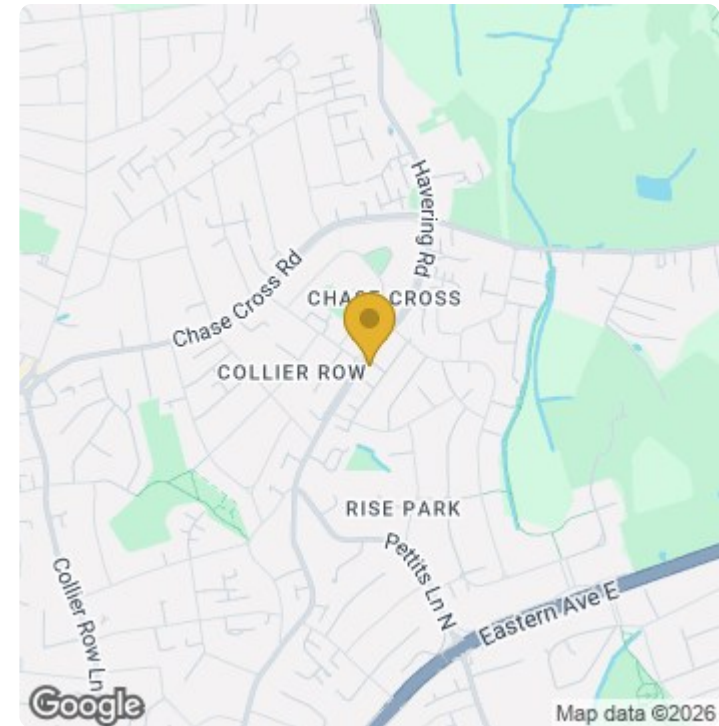 Havering Rd
Chase Cross Rd
CHASE CROSS
COLLIER ROW
RISE PARK
Pettits Ln N
Eastern Ave E
Collier Row Ln
Google
Map data ©2026